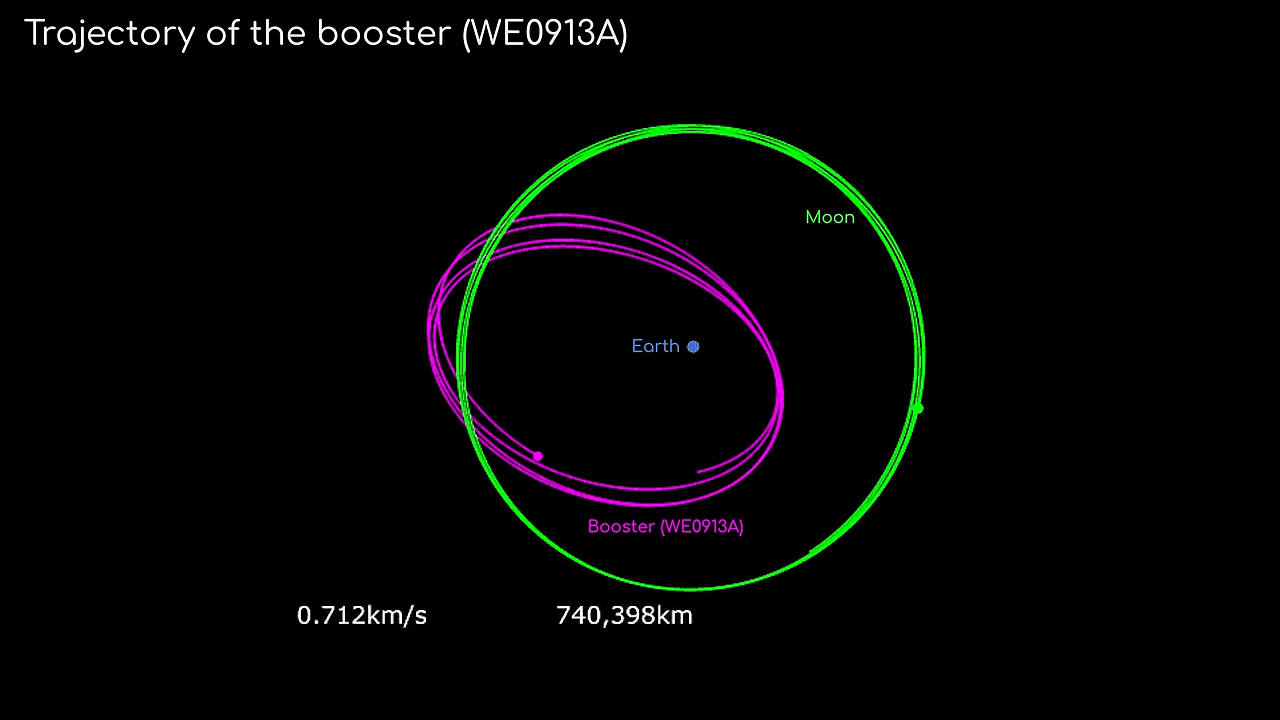 Trajectory of the booster (WE0913A)
Moon
Earth
Booster (WE0913A)
0.712km/s 740,398km